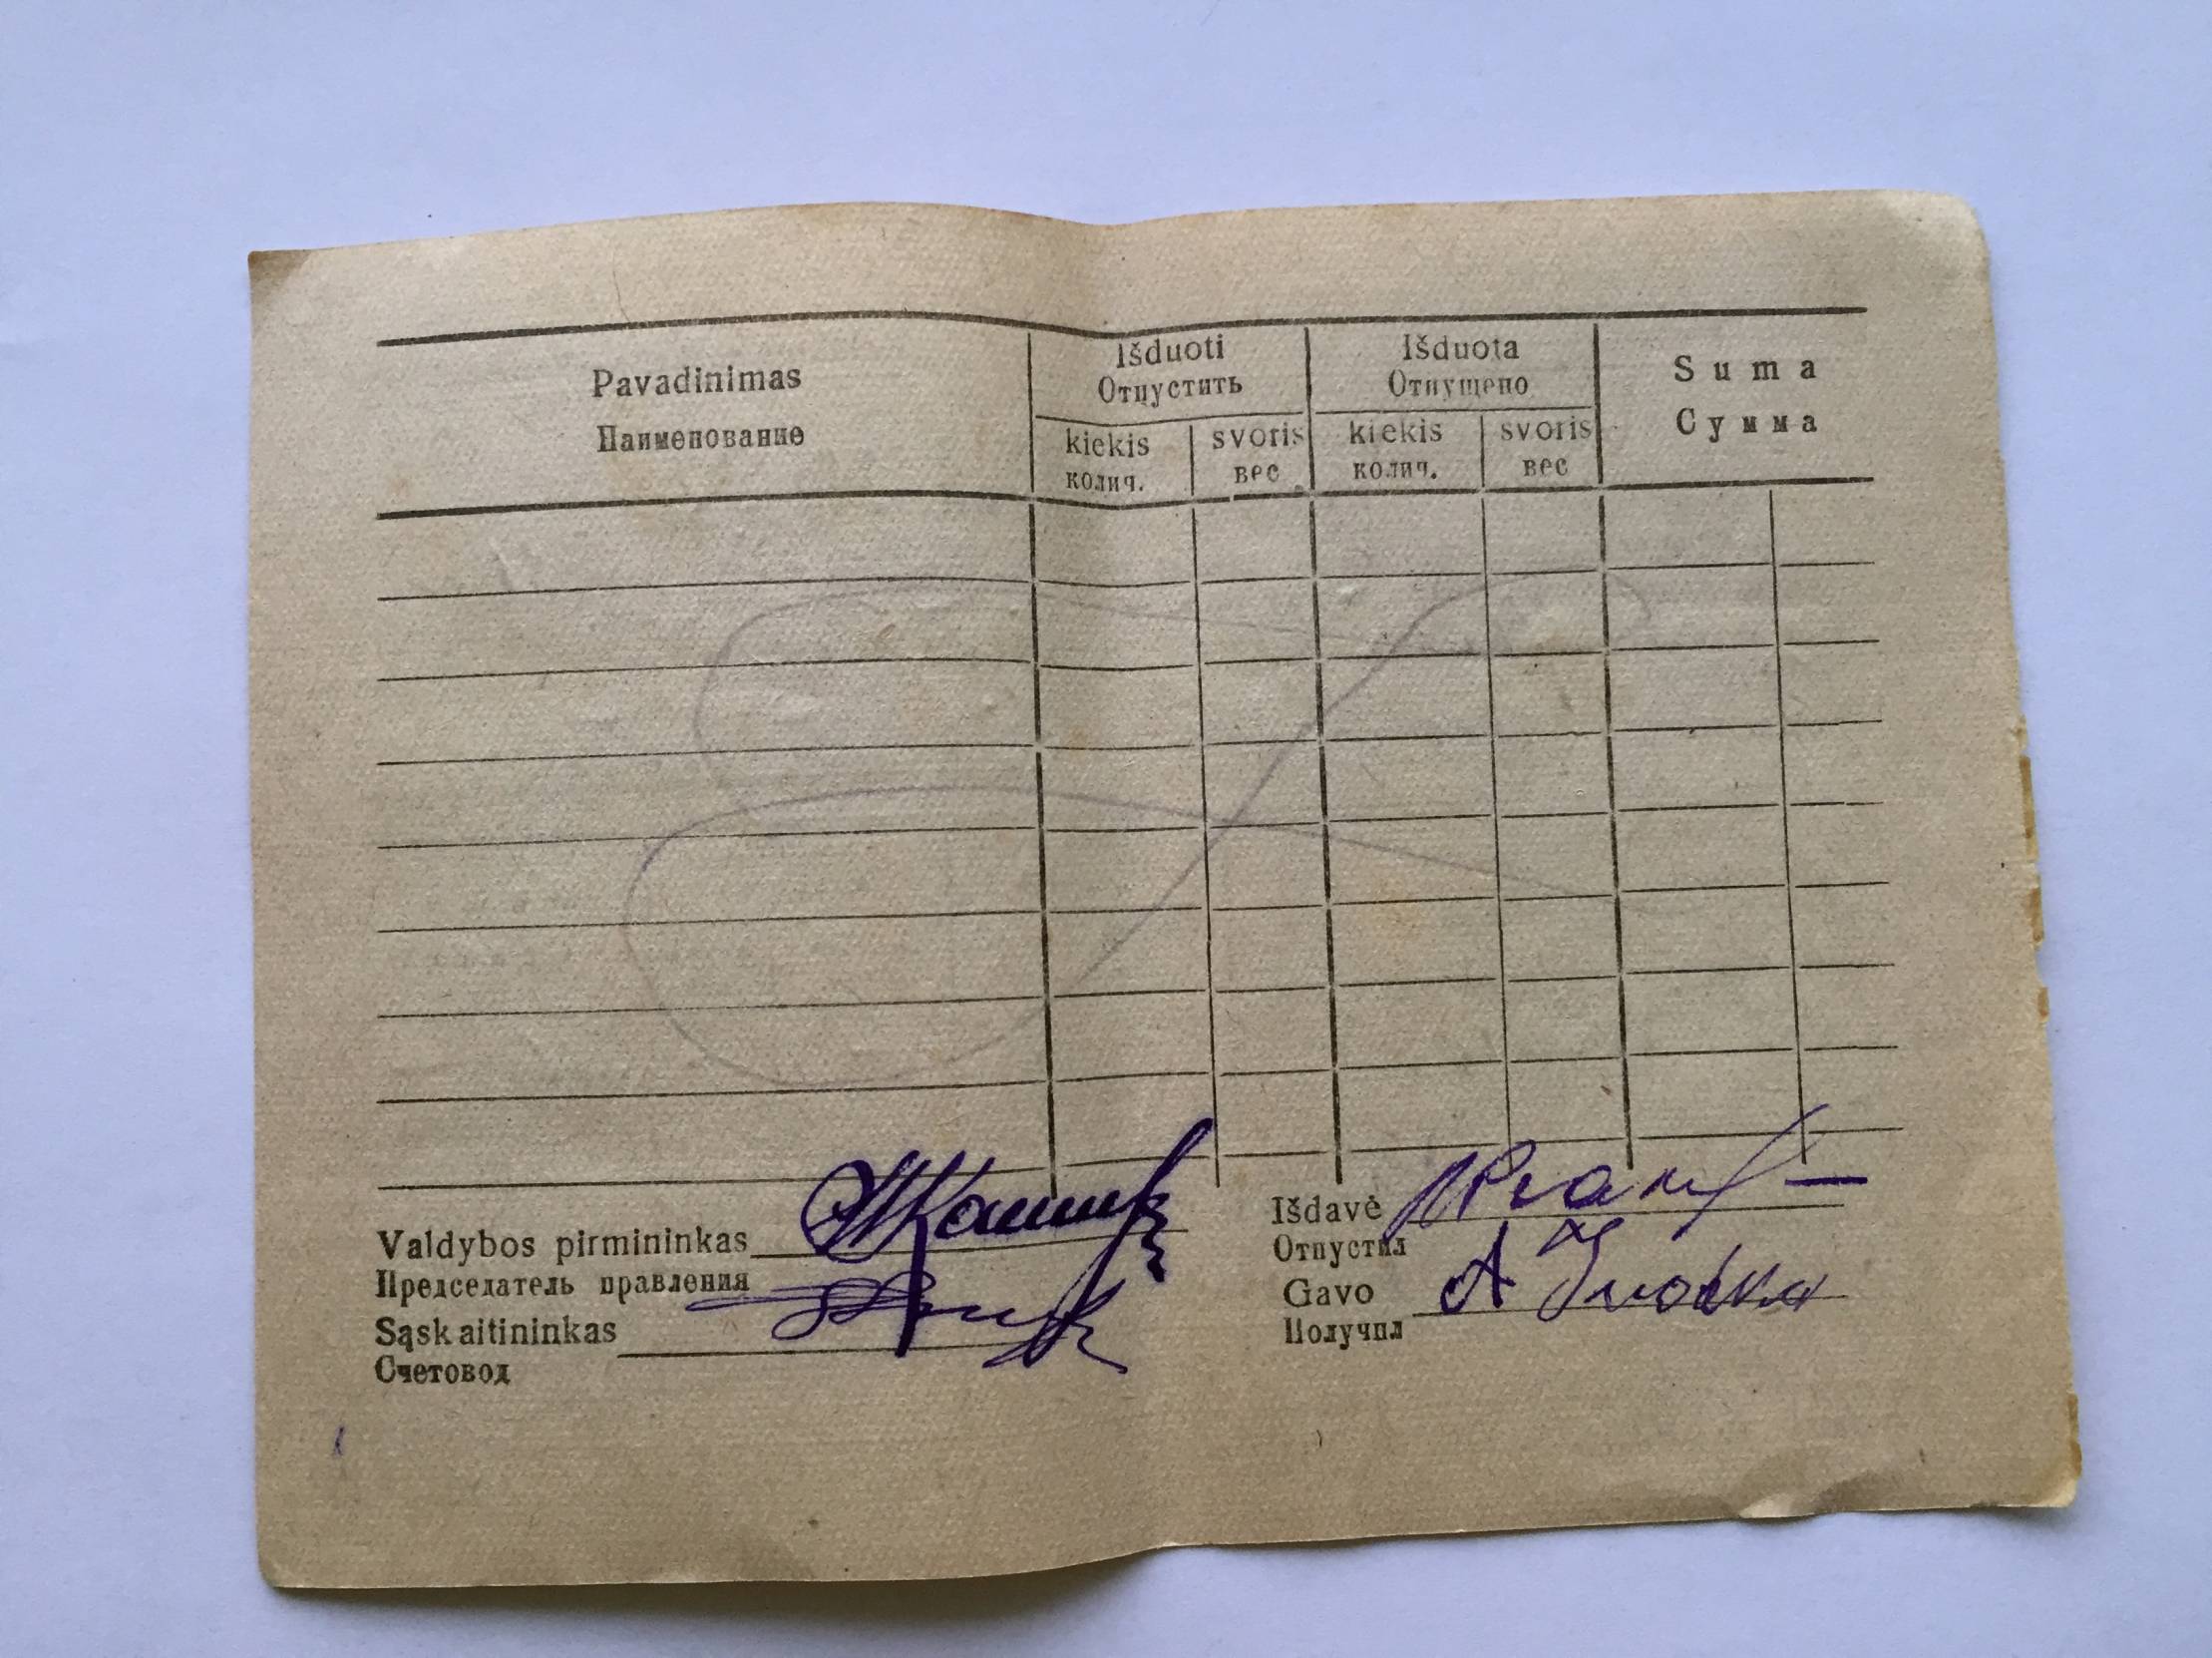 Pavadinimas
Наименование
Išduoti
Отпустить
Išduota
Отпущено
Suma
Сумма
kiekis
колич.
svoris
вес
kiekis
колич.
svoris
вес
Valdybos pirmininkas
Председатель правления
Sąskaitininkas
Счетовод
Išdavė
Отпустил
Gavo
Получил